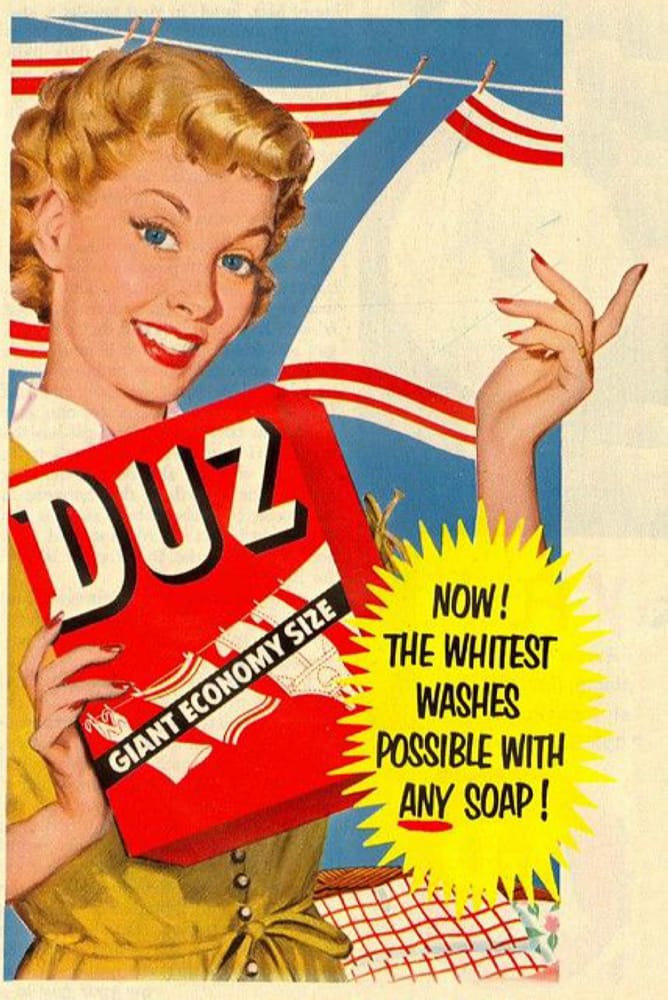 DUZ
GIANT ECONOMY SIZE
NOW!
THE WHITEST
WASHES
POSSIBLE WITH
ANY SOAP!